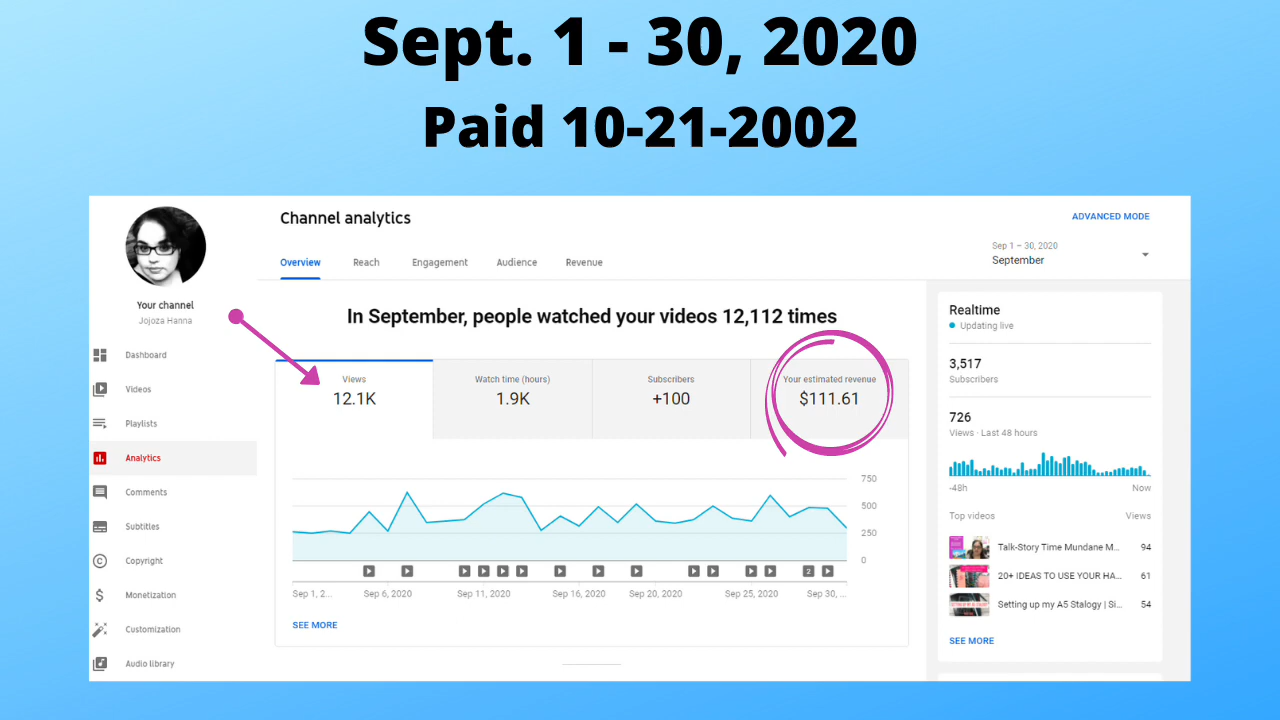 Sept. 1 - 30, 2020
Paid 10-21-2002
Channel analytics
ADVANCED MODE
Overview Reach Engagement Audience Revenue
Sep 1 – 30, 2020
September
Your channel
Jojoza Hanna
Dashboard
Videos
Playlists
Analytics
Comments
Subtitles
Copyright
Monetization
Customization
Audio library
In September, people watched your videos 12,112 times
Views
12.1K
Watch time (hours)
1.9K
Subscribers
+100
Your estimated revenue
$111.61
750
500
250
0
2
Sep 1, 2... Sep 6, 2020 Sep 11, 2020 Sep 16, 2020 Sep 20, 2020 Sep 25, 2020 Sep 30, ...
SEE MORE
Realtime
Updating live
3,517
Subscribers
726
Views · Last 48 hours
-48h Now
Top videos Views
Talk-Story Time Mundane M... 94
20+ IDEAS TO USE YOUR HA... 61
Setting up my A5 Stalogy | Si... 54
SEE MORE